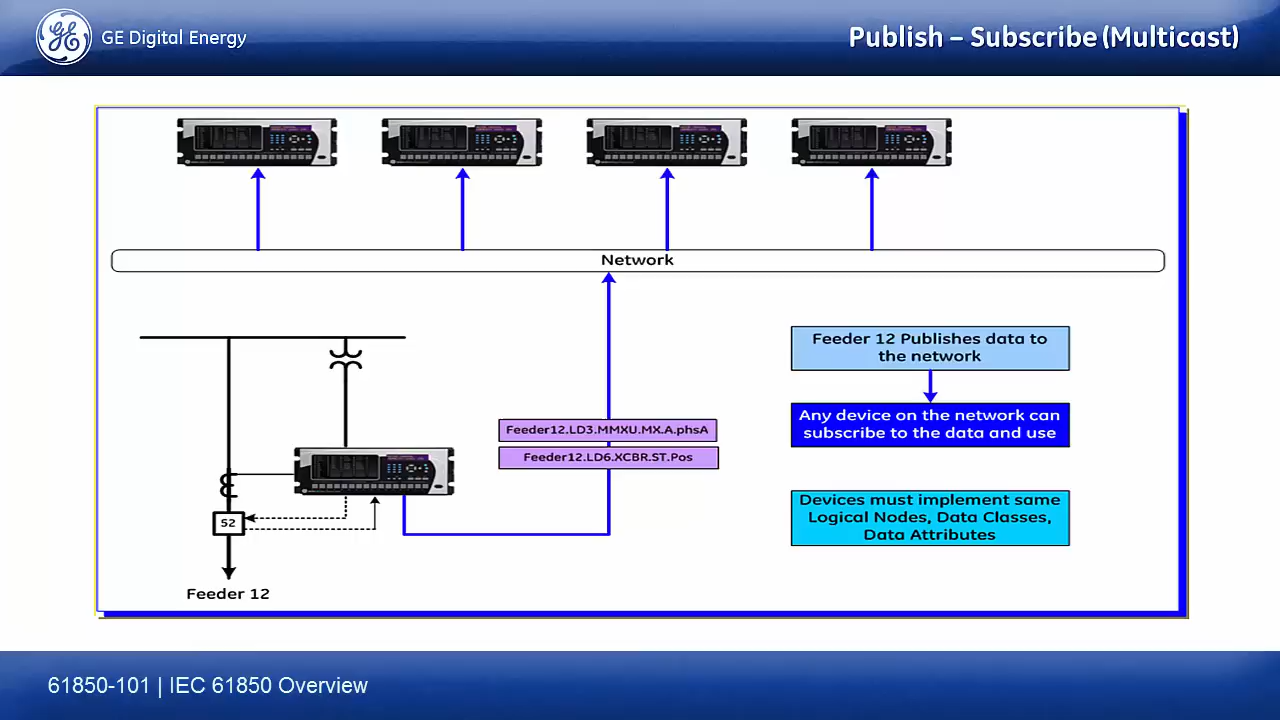 GE Digital Energy
Publish – Subscribe (Multicast)
Network
Feeder12.LD3.MMXU.MX.A.phsA
Feeder12.LD6.XCBR.ST.Pos
52
Feeder 12
Feeder 12 Publishes data to
the network
Any device on the network can
subscribe to the data and use
Devices must implement same
Logical Nodes, Data Classes,
Data Attributes
61850-101 | IEC 61850 Overview